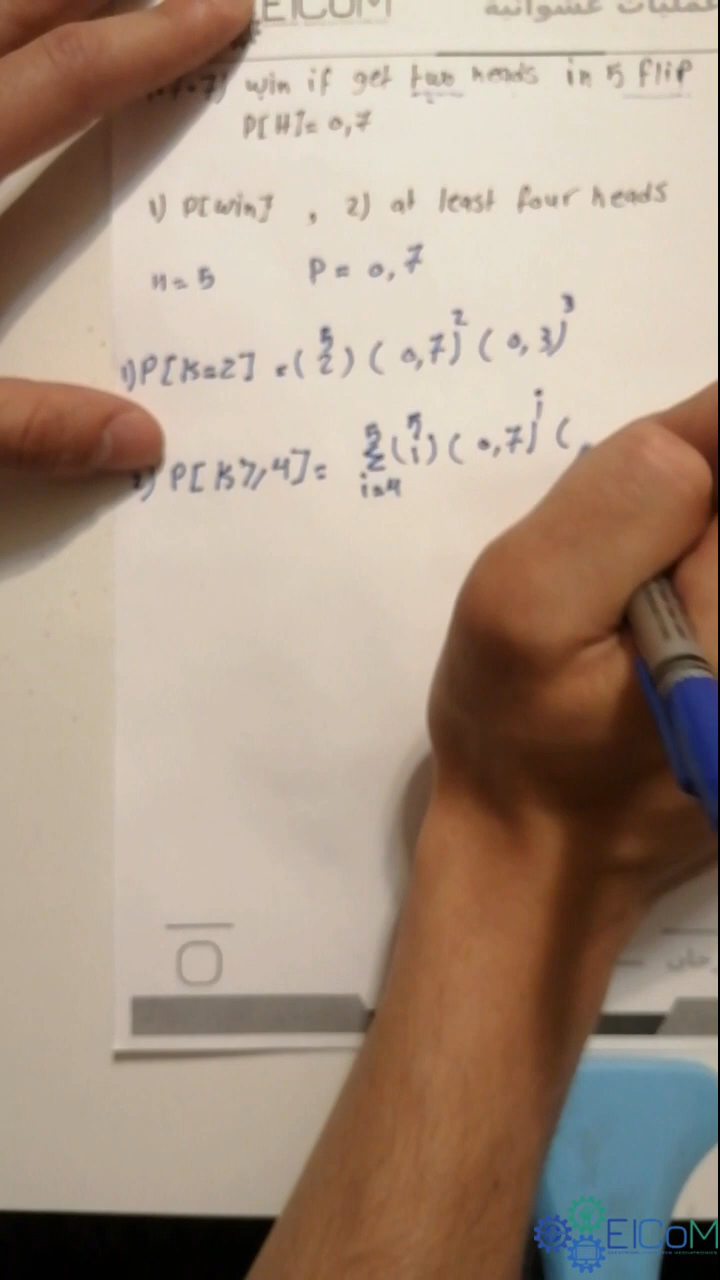 EICoM عمليات عشوائية
win if get two heads in 5 flip
P[H]= 0,7
1) P[win] , 2) at least four heads
n= 5 P= 0,7
1) P[K=2] = (5 2) (0,7)^2 (0,3)^3
2) P[K≥4] = 5 Σ i=4 (5 i) (0,7)^i (
EICoM